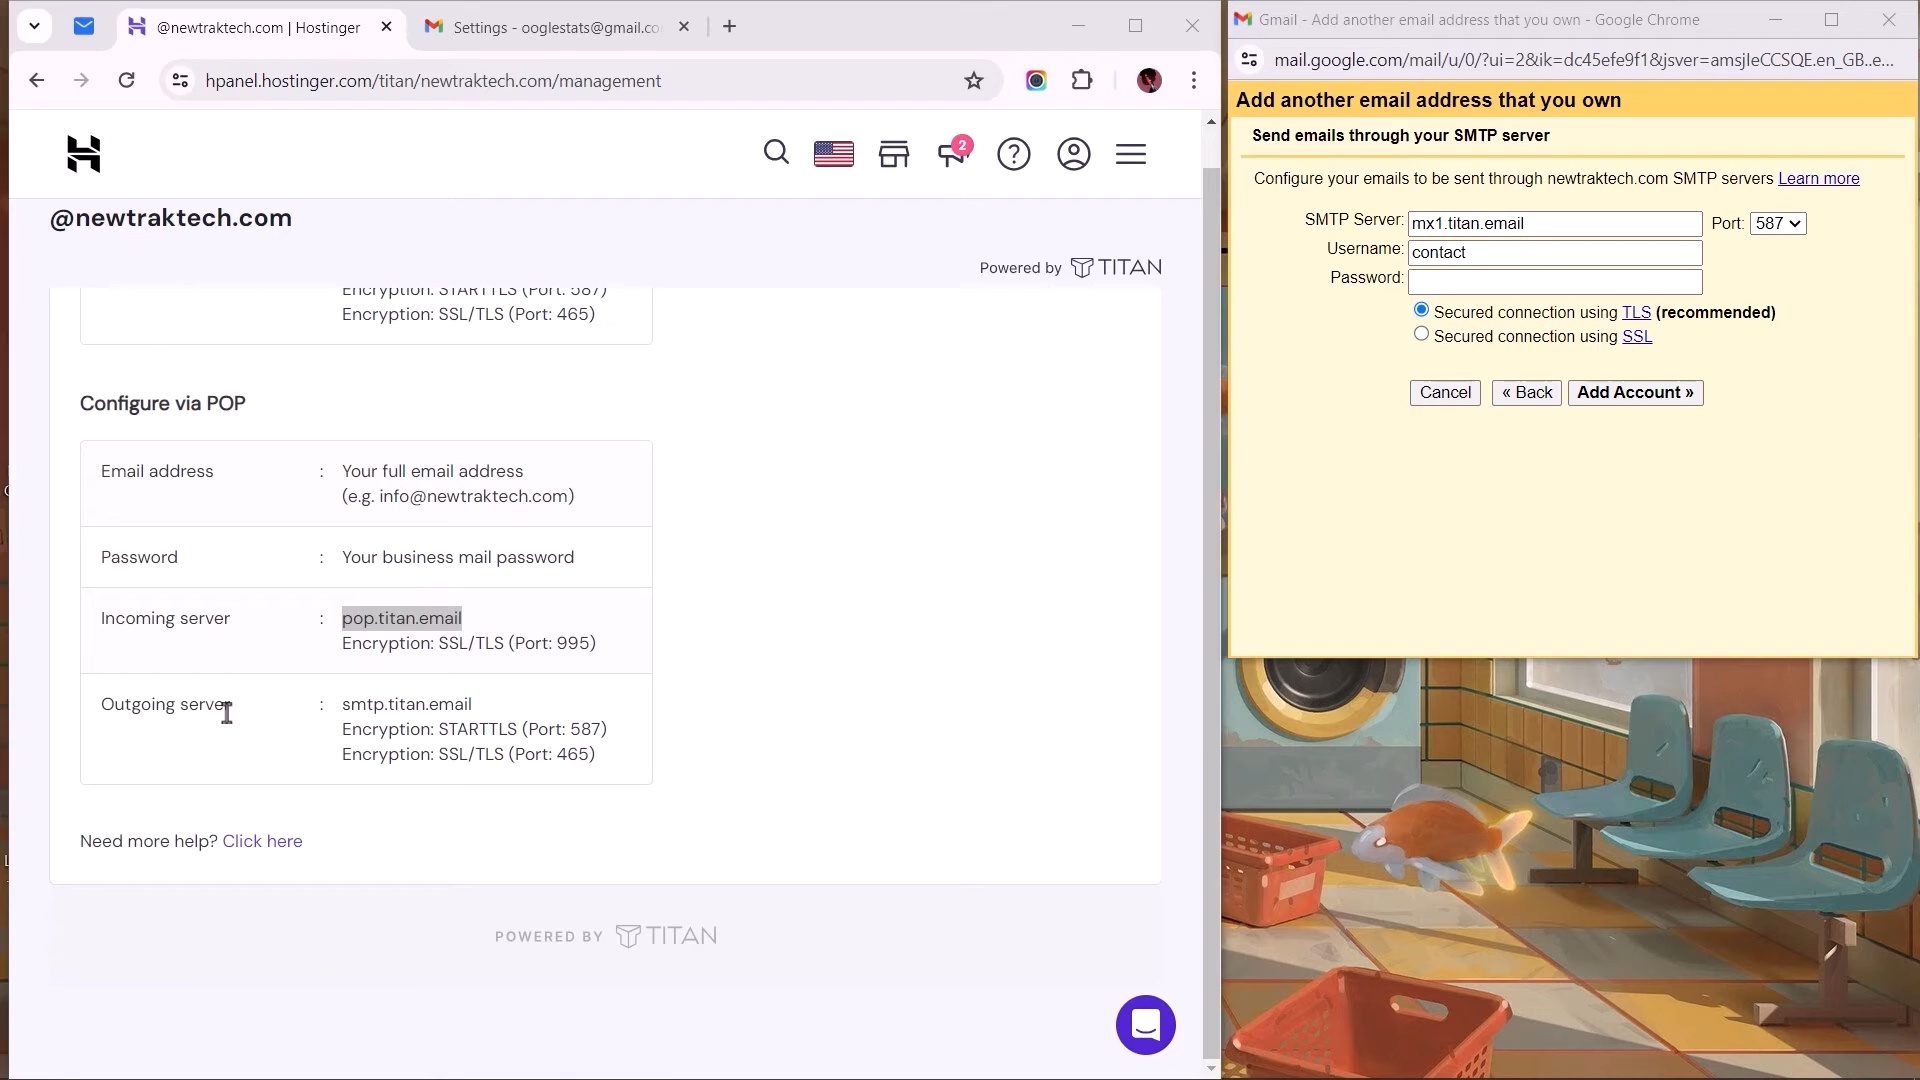 @newtraktech.com | Hostinger
Settings - ooglestats@gmail.co
hpanel.hostinger.com/titan/newtraktech.com/management
2
@newtraktech.com
Powered by TITAN
Encryption: STARTTLS (Port: 587)
Encryption: SSL/TLS (Port: 465)
Configure via POP
Email address : Your full email address
(e.g. info@newtraktech.com)
Password : Your business mail password
Incoming server : pop.titan.email
Encryption: SSL/TLS (Port: 995)
Outgoing server : smtp.titan.email
Encryption: STARTTLS (Port: 587)
Encryption: SSL/TLS (Port: 465)
Need more help? Click here
POWERED BY TITAN
Gmail - Add another email address that you own - Google Chrome
mail.google.com/mail/u/0/?ui=2&ik=dc45efe9f1&jsver=amsjIeCCSQE.en_GB..e...
Add another email address that you own
Send emails through your SMTP server
Configure your emails to be sent through newtraktech.com SMTP servers Learn more
SMTP Server: mx1.titan.email Port: 587
Username: contact
Password:
Secured connection using TLS (recommended)
Secured connection using SSL
Cancel « Back Add Account »